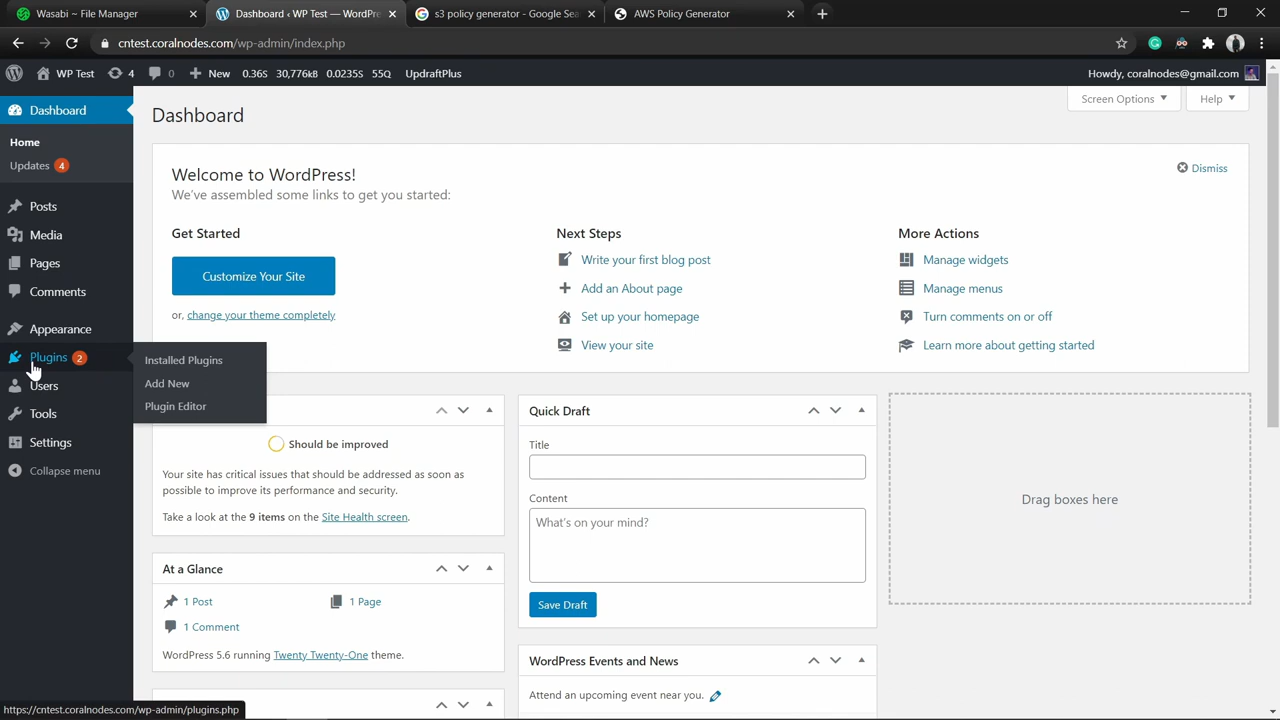 Wasabi ~ File Manager
Dashboard ‹ WP Test — WordPre
s3 policy generator - Google Sea
AWS Policy Generator
cntest.coralnodes.com/wp-admin/index.php
WP Test 4 0 New 0.36S 30,776kB 0.0235S 55Q UpdraftPlus
Howdy, coralnodes@gmail.com
Dashboard
Home
Updates 4
Posts
Media
Pages
Comments
Appearance
Plugins 2
Users
Tools
Settings
Collapse menu
Installed Plugins
Add New
Plugin Editor
Screen Options
Help
Dashboard
Welcome to WordPress!
We've assembled some links to get you started:
Dismiss
Get Started
Customize Your Site
or, change your theme completely
Next Steps
Write your first blog post
Add an About page
Set up your homepage
View your site
More Actions
Manage widgets
Manage menus
Turn comments on or off
Learn more about getting started
Should be improved
Your site has critical issues that should be addressed as soon as
possible to improve its performance and security.
Take a look at the 9 items on the Site Health screen.
At a Glance
1 Post
1 Page
1 Comment
WordPress 5.6 running Twenty Twenty-One theme.
Quick Draft
Title
Content
What's on your mind?
Save Draft
WordPress Events and News
Attend an upcoming event near you.
Drag boxes here
https://cntest.coralnodes.com/wp-admin/plugins.php